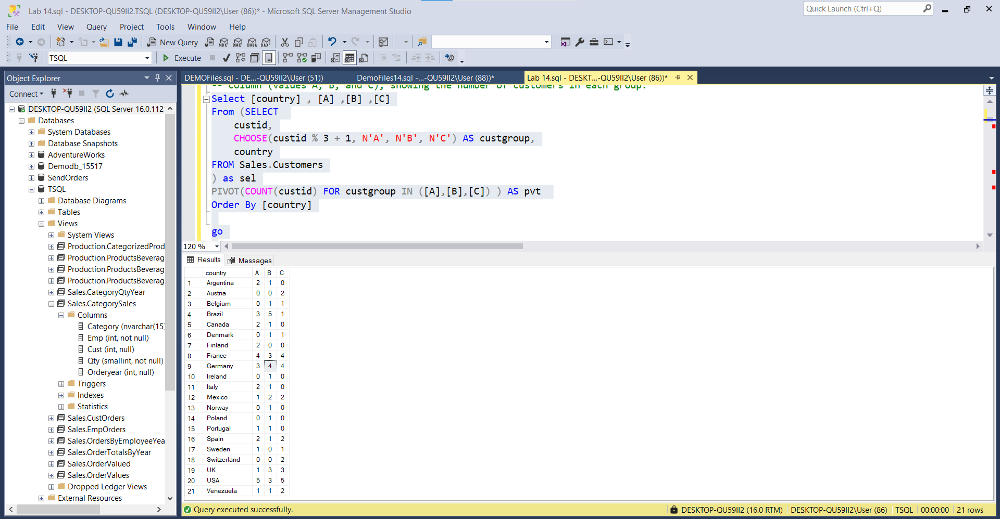 Lab 14.sql - DESKTOP-QU59II2.TSQL (DESKTOP-QU59II2\User (86))* - Microsoft SQL Server Management Studio
Quick Launch (Ctrl+Q)
File Edit View Query Project Tools Window Help
New Query MDX DMX XMLA DAX
TSQL Execute
Object Explorer
Connect
DESKTOP-QU59II2 (SQL Server 16.0.112
Databases
System Databases
Database Snapshots
AdventureWorks
Demodb_15517
SendOrders
TSQL
Database Diagrams
Tables
Views
System Views
Production.CategorizedProd
Production.ProductsBeverag
Production.ProductsBeverag
Production.ProductsBeverag
Sales.CategoryQtyYear
Sales.CategorySales
Columns
Category (nvarchar(15)
Emp (int, not null)
Cust (int, null)
Qty (smallint, not null)
Orderyear (int, null)
Triggers
Indexes
Statistics
Sales.CustOrders
Sales.EmpOrders
Sales.OrdersByEmployeeYea
Sales.OrderTotalsByYear
Sales.OrderValued
Sales.OrderValues
Dropped Ledger Views
External Resources
DEMOFiles.sql - DE...-QU59II2\User (51)) DemoFiles14.sql -...-QU59II2\User (88))* Lab 14.sql - DESKT...-QU59II2\User (86))*
-- column (values A, B, and C), showing the number of customers in each group.
Select [country] , [A] ,[B] ,[C]
From (SELECT
custid,
CHOOSE(custid % 3 + 1, N'A', N'B', N'C') AS custgroup,
country
FROM Sales.Customers
) as sel
PIVOT(COUNT(custid) FOR custgroup IN ([A],[B],[C]) ) AS pvt
Order By [country]
go
120 %
Results Messages
country A B C
1 Argentina 2 1 0
2 Austria 0 0 2
3 Belgium 0 1 1
4 Brazil 3 5 1
5 Canada 2 1 0
6 Denmark 0 1 1
7 Finland 2 0 0
8 France 4 3 4
9 Germany 3 4 4
10 Ireland 0 1 0
11 Italy 2 1 0
12 Mexico 1 2 2
13 Norway 0 1 0
14 Poland 0 1 0
15 Portugal 1 1 0
16 Spain 2 1 2
17 Sweden 1 0 1
18 Switzerland 0 0 2
19 UK 1 3 3
20 USA 5 3 5
21 Venezuela 1 1 2
Query executed successfully. DESKTOP-QU59II2 (16.0 RTM) DESKTOP-QU59II2\User (86) TSQL 00:00:00 21 rows